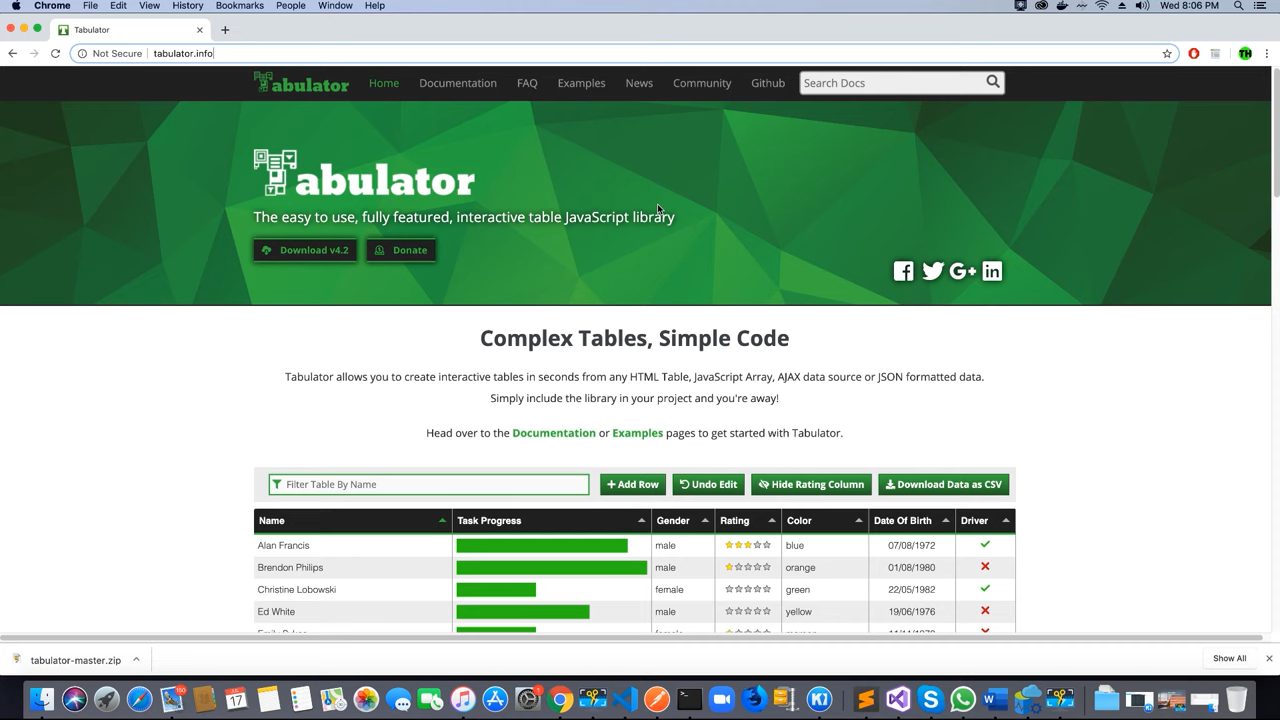 Chrome File Edit View History Bookmarks People Window Help Wed 8:06 PM
Tabulator
Not Secure tabulator.info
TH
Tabulator Home Documentation FAQ Examples News Community Github Search Docs
Tabulator
The easy to use, fully featured, interactive table JavaScript library
Download v4.2 Donate
Complex Tables, Simple Code
Tabulator allows you to create interactive tables in seconds from any HTML Table, JavaScript Array, AJAX data source or JSON formatted data.
Simply include the library in your project and you're away!
Head over to the Documentation or Examples pages to get started with Tabulator.
Filter Table By Name Add Row Undo Edit Hide Rating Column Download Data as CSV
Name Task Progress Gender Rating Color Date Of Birth Driver
Alan Francis male blue 07/08/1972
Brendon Philips male orange 01/08/1980
Christine Lobowski female green 22/05/1982
Ed White male yellow 19/06/1976
tabulator-master.zip Show All
17